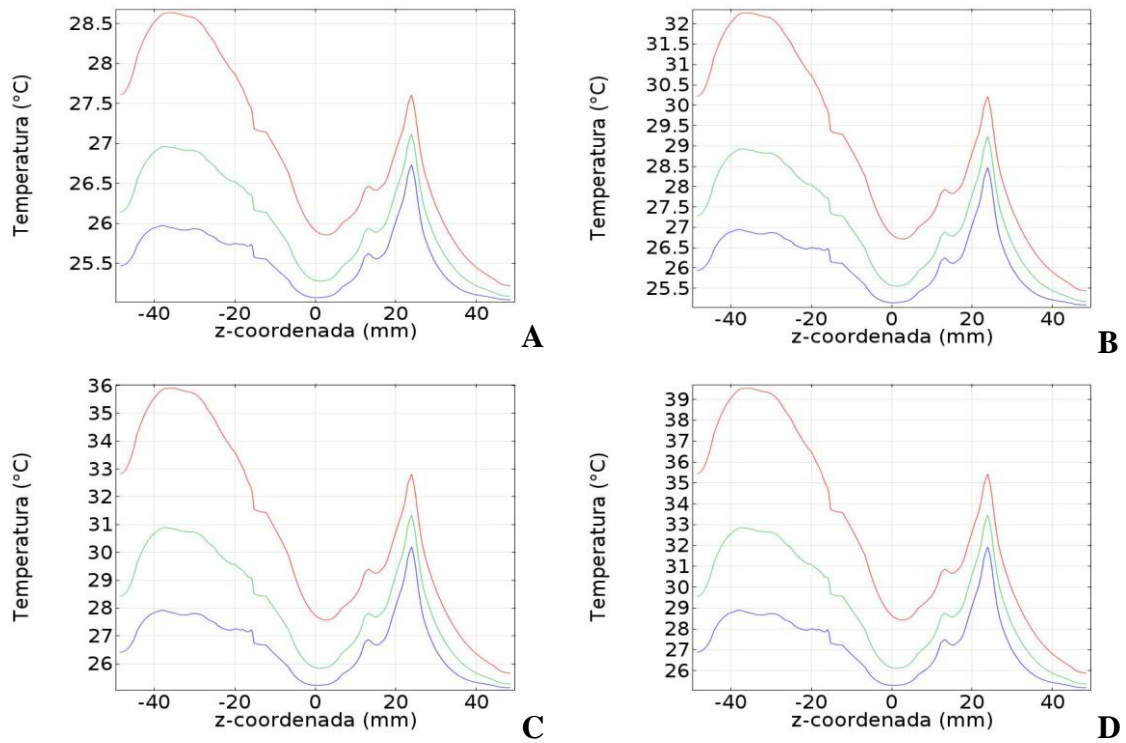 28.5
28
27.5
27
26.5
26
25.5
Temperatura (°C)
-40 -20 0 20 40
z-coordenada (mm)
A
32
31.5
31
30.5
30
29.5
29
28.5
28
27.5
27
26.5
26
25.5
Temperatura (°C)
-40 -20 0 20 40
z-coordenada (mm)
B
36
35
34
33
32
31
30
29
28
27
26
Temperatura (°C)
-40 -20 0 20 40
z-coordenada (mm)
C
39
38
37
36
35
34
33
32
31
30
29
28
27
26
Temperatura (°C)
-40 -20 0 20 40
z-coordenada (mm)
D